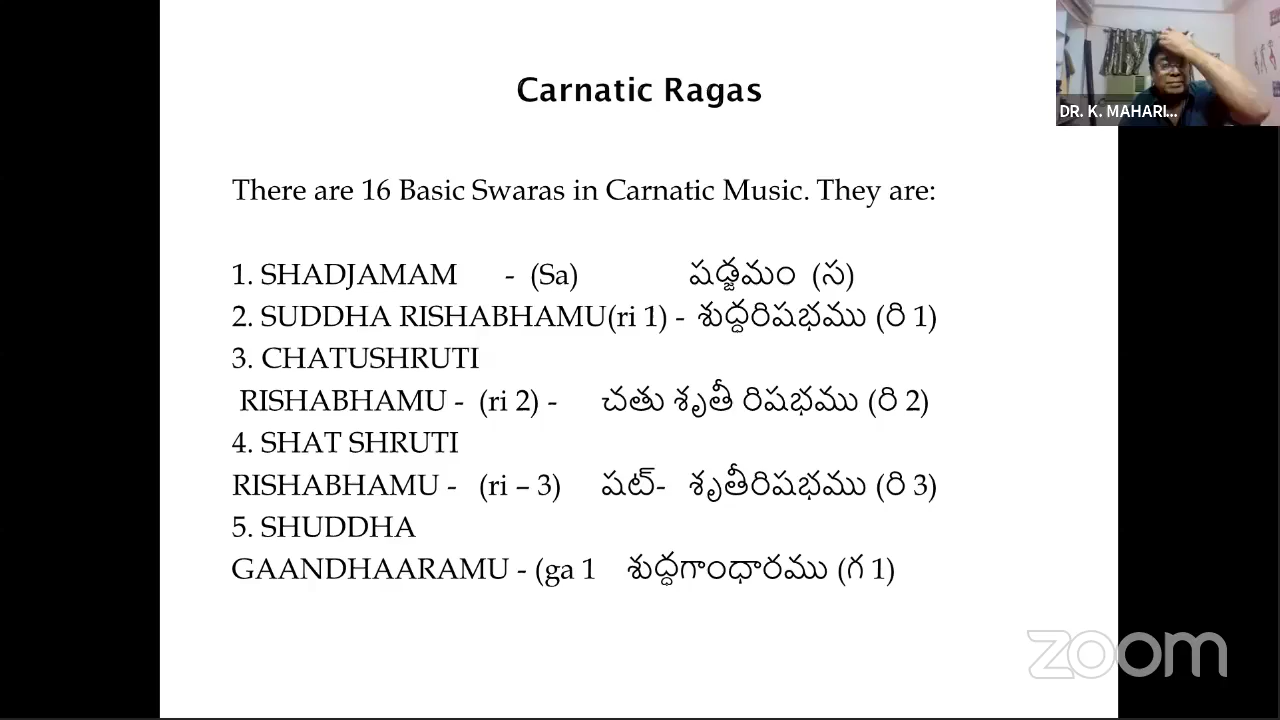 Carnatic Ragas
DR. K. MAHARI...
There are 16 Basic Swaras in Carnatic Music. They are:
1. SHADJAMAM - (Sa) షడ్జమం (స)
2. SUDDHA RISHABHAMU(ri 1) - శుద్దరిషభము (రి 1)
3. CHATUSHRUTI
RISHABHAMU - (ri 2) - చతు శృతీ రిషభము (రి 2)
4. SHAT SHRUTI
RISHABHAMU - (ri – 3) షట్- శృతీరిషభము (రి 3)
5. SHUDDHA
GAANDHAARAMU - (ga 1 శుద్ధగాంధారము (గ 1)
zoom